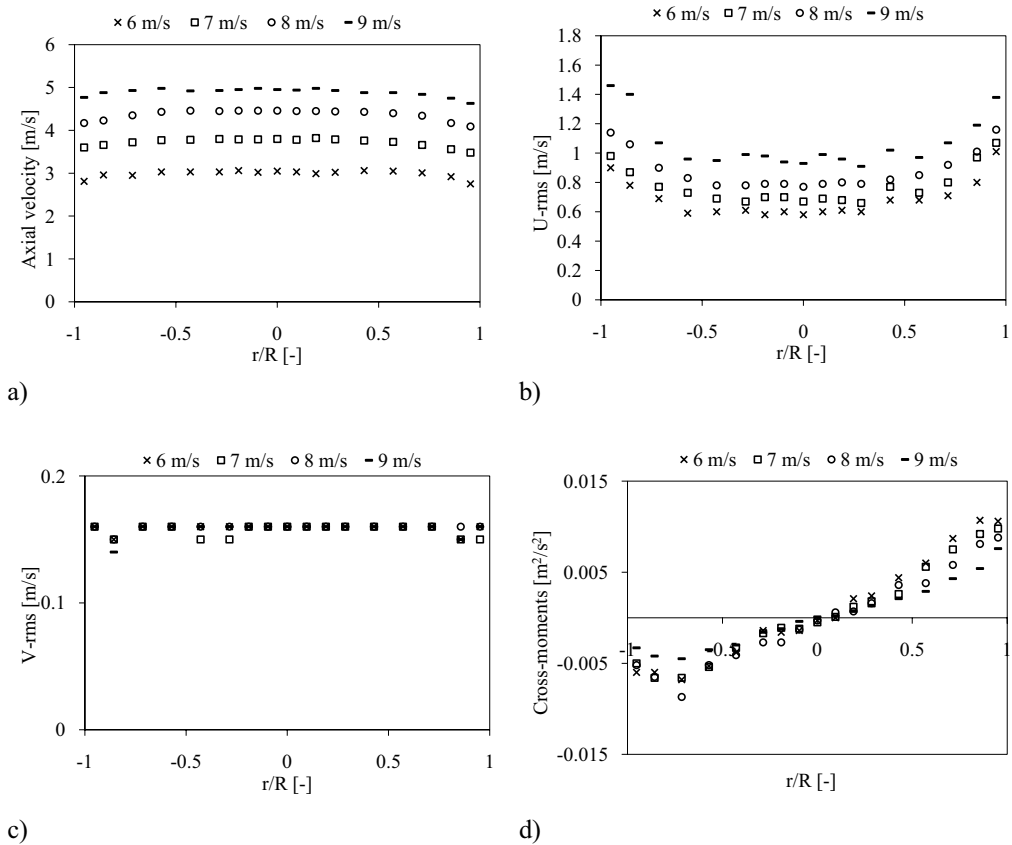 × 6 m/s □ 7 m/s ○ 8 m/s - 9 m/s
6
5
4
3
2
1
0
Axial velocity [m/s]
-1 -0.5 0 0.5 1
r/R [-]
a)
× 6 m/s □ 7 m/s ○ 8 m/s - 9 m/s
1.8
1.6
1.4
1.2
1.0
0.8
0.6
0.4
0.2
0
U-rms [m/s]
-1 -0.5 0 0.5 1
r/R [-]
b)
× 6 m/s □ 7 m/s ○ 8 m/s - 9 m/s
0.2
0.1
0
V-rms [m/s]
-1 -0.5 0 0.5 1
r/R [-]
c)
× 6 m/s □ 7 m/s ○ 8 m/s - 9 m/s
0.015
0.005
-0.005
-0.015
Cross-moments [m²/s²]
-1 -0.5 0 0.5 1
r/R [-]
d)